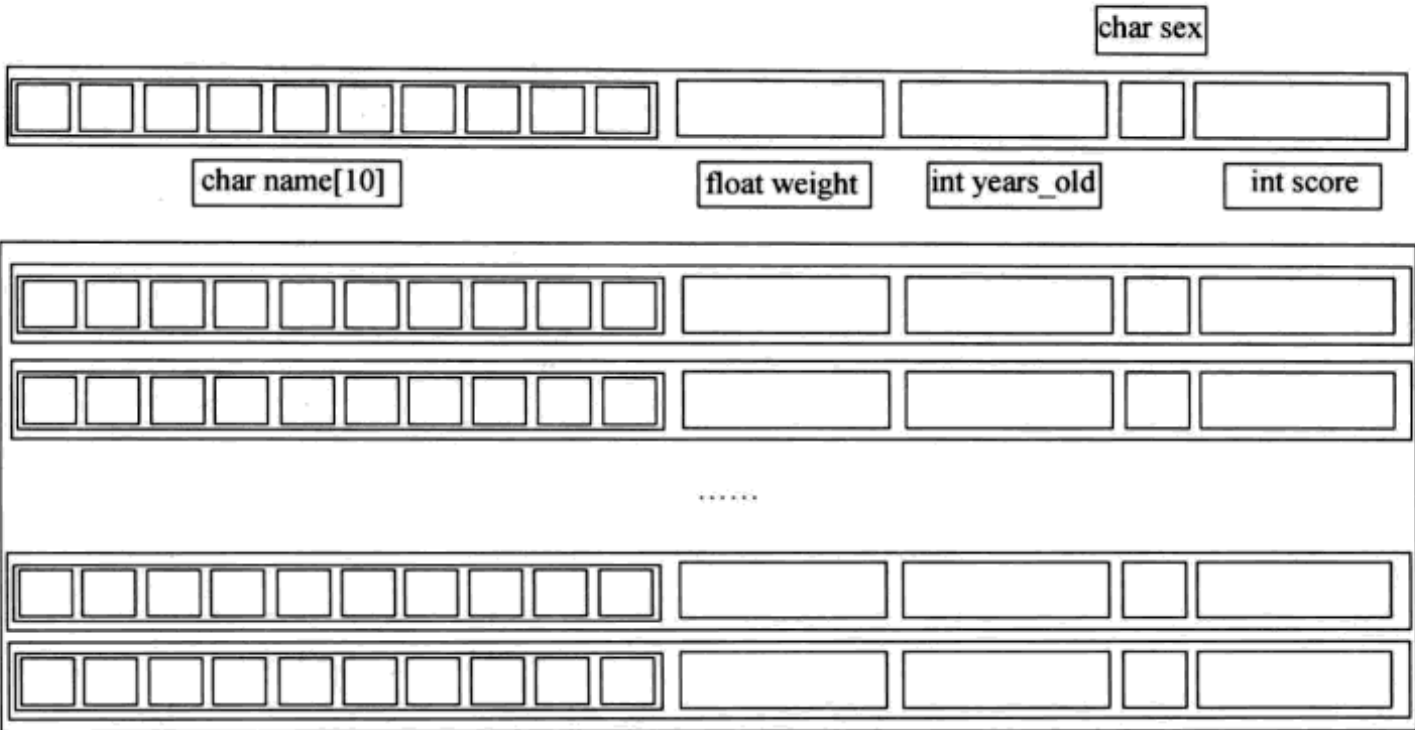 char sex
char name[10]
float weight
int years_old
int score
......